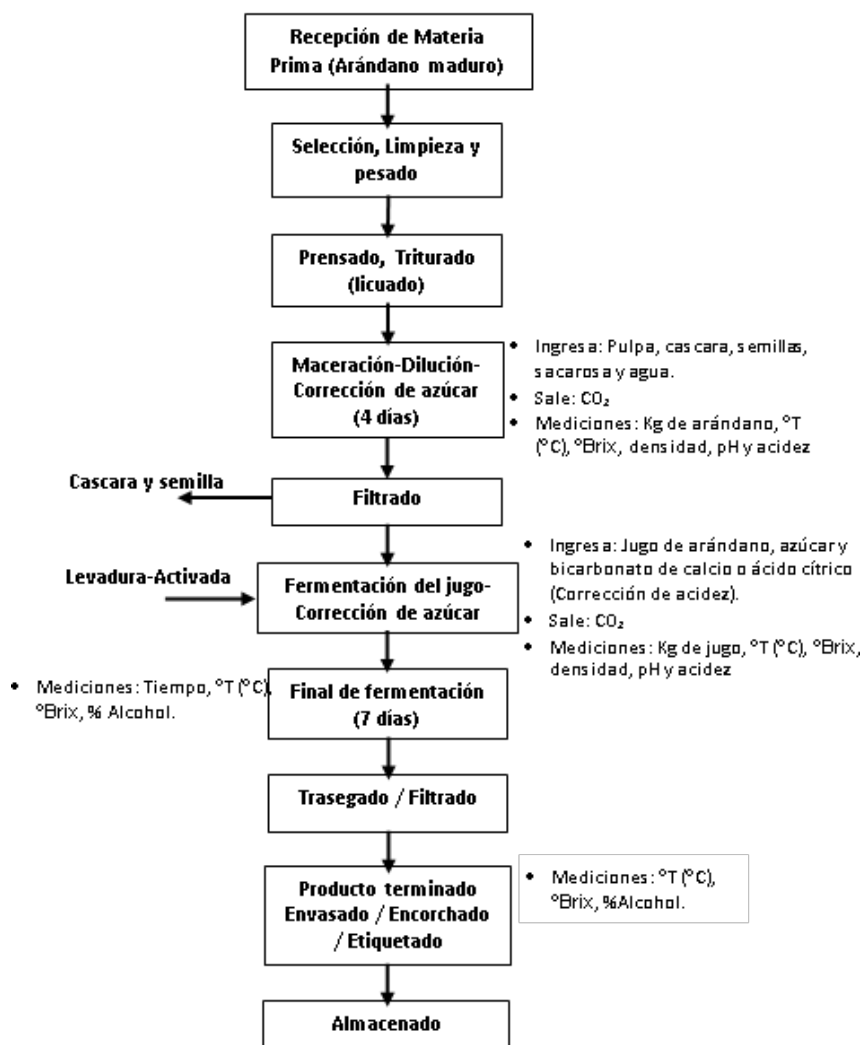 Recepción de Materia
Prima (Arándano maduro)
Selección, Limpieza y
pesado
Prensado, Triturado
(licuado)
Maceración-Dilución-
Corrección de azúcar
(4 días)
• Ingresa: Pulpa, cascara, semillas,
sacarosa y agua.
• Sale: CO₂
• Mediciones: Kg de arándano, °T
(°C), °Brix, densidad, pH y acidez
Cascara y semilla
Filtrado
Levadura-Activada
Fermentación del jugo-
Corrección de azúcar
• Ingresa: Jugo de arándano, azúcar y
bicarbonato de calcio o ácido cítrico
(Corrección de acidez).
• Sale: CO₂
• Mediciones: Kg de jugo, °T (°C), °Brix,
densidad, pH y acidez
• Mediciones: Tiempo, °T (°C),
°Brix, % Alcohol.
Final de fermentación
(7 días)
Trasegado / Filtrado
Producto terminado
Envasado / Encorchado
/ Etiquetado
• Mediciones: °T (°C),
°Brix, %Alcohol.
Almacenado